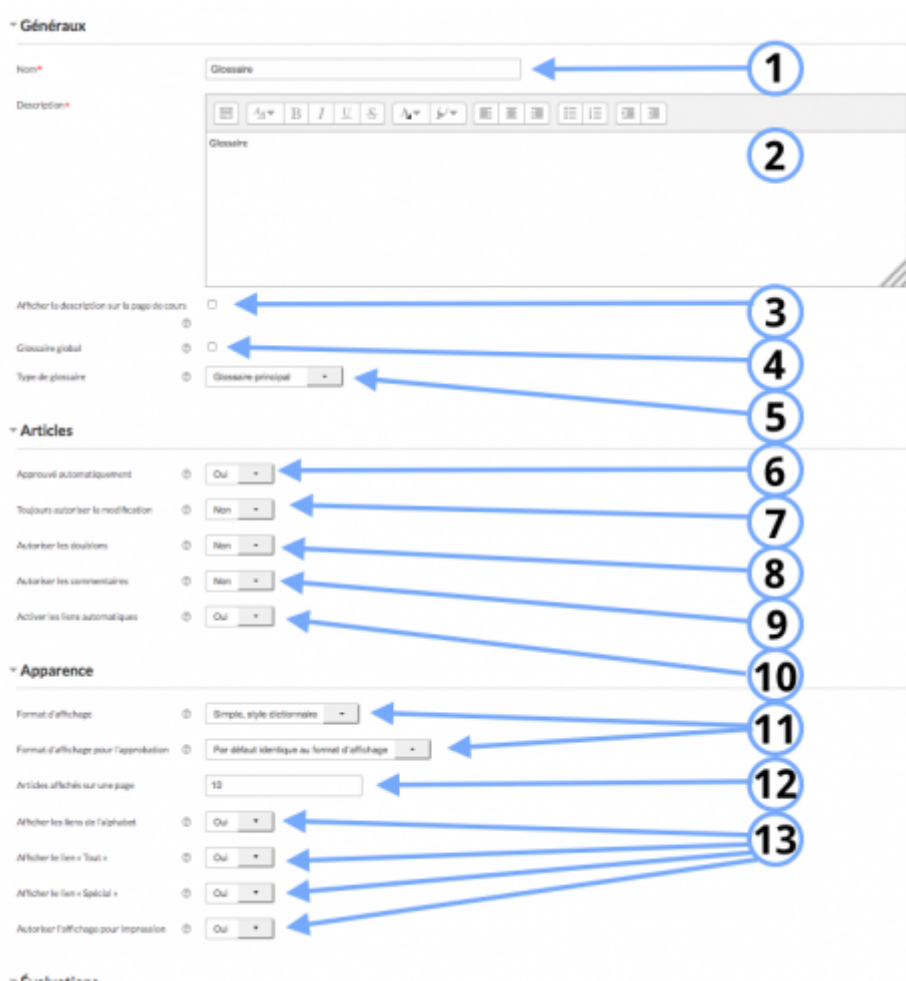 Généraux
Nom* Glossaire 1
Description*
Glossaire 2
Afficher la description sur la page de cours 3
Glossaire global 4
Type de glossaire Glossaire principal 5
Articles
Approuvé automatiquement Oui 6
Toujours autoriser la modification Non 7
Autoriser les doublons Non 8
Autoriser les commentaires Non 9
Activer les liens automatiques Oui 10
Apparence
Format d'affichage Simple, style dictionnaire 11
Format d'affichage pour l'approbation Par défaut identique au format d'affichage
Articles affichés sur une page 10 12
Afficher les liens de l'alphabet Oui 13
Afficher le lien « Tout » Oui
Afficher le lien « Spécial » Oui
Autoriser l'affichage pour impression Oui
Évaluations